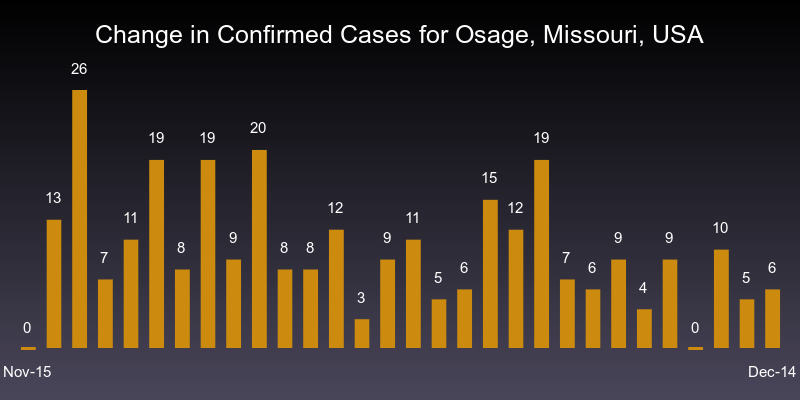 Change in Confirmed Cases for Osage, Missouri, USA
0 13 26 7 11 19 8 19 9 20 8 8 12 3 9 11 5 6 15 12 19 7 6 9 4 9 0 10 5 6
Nov-15 Dec-14